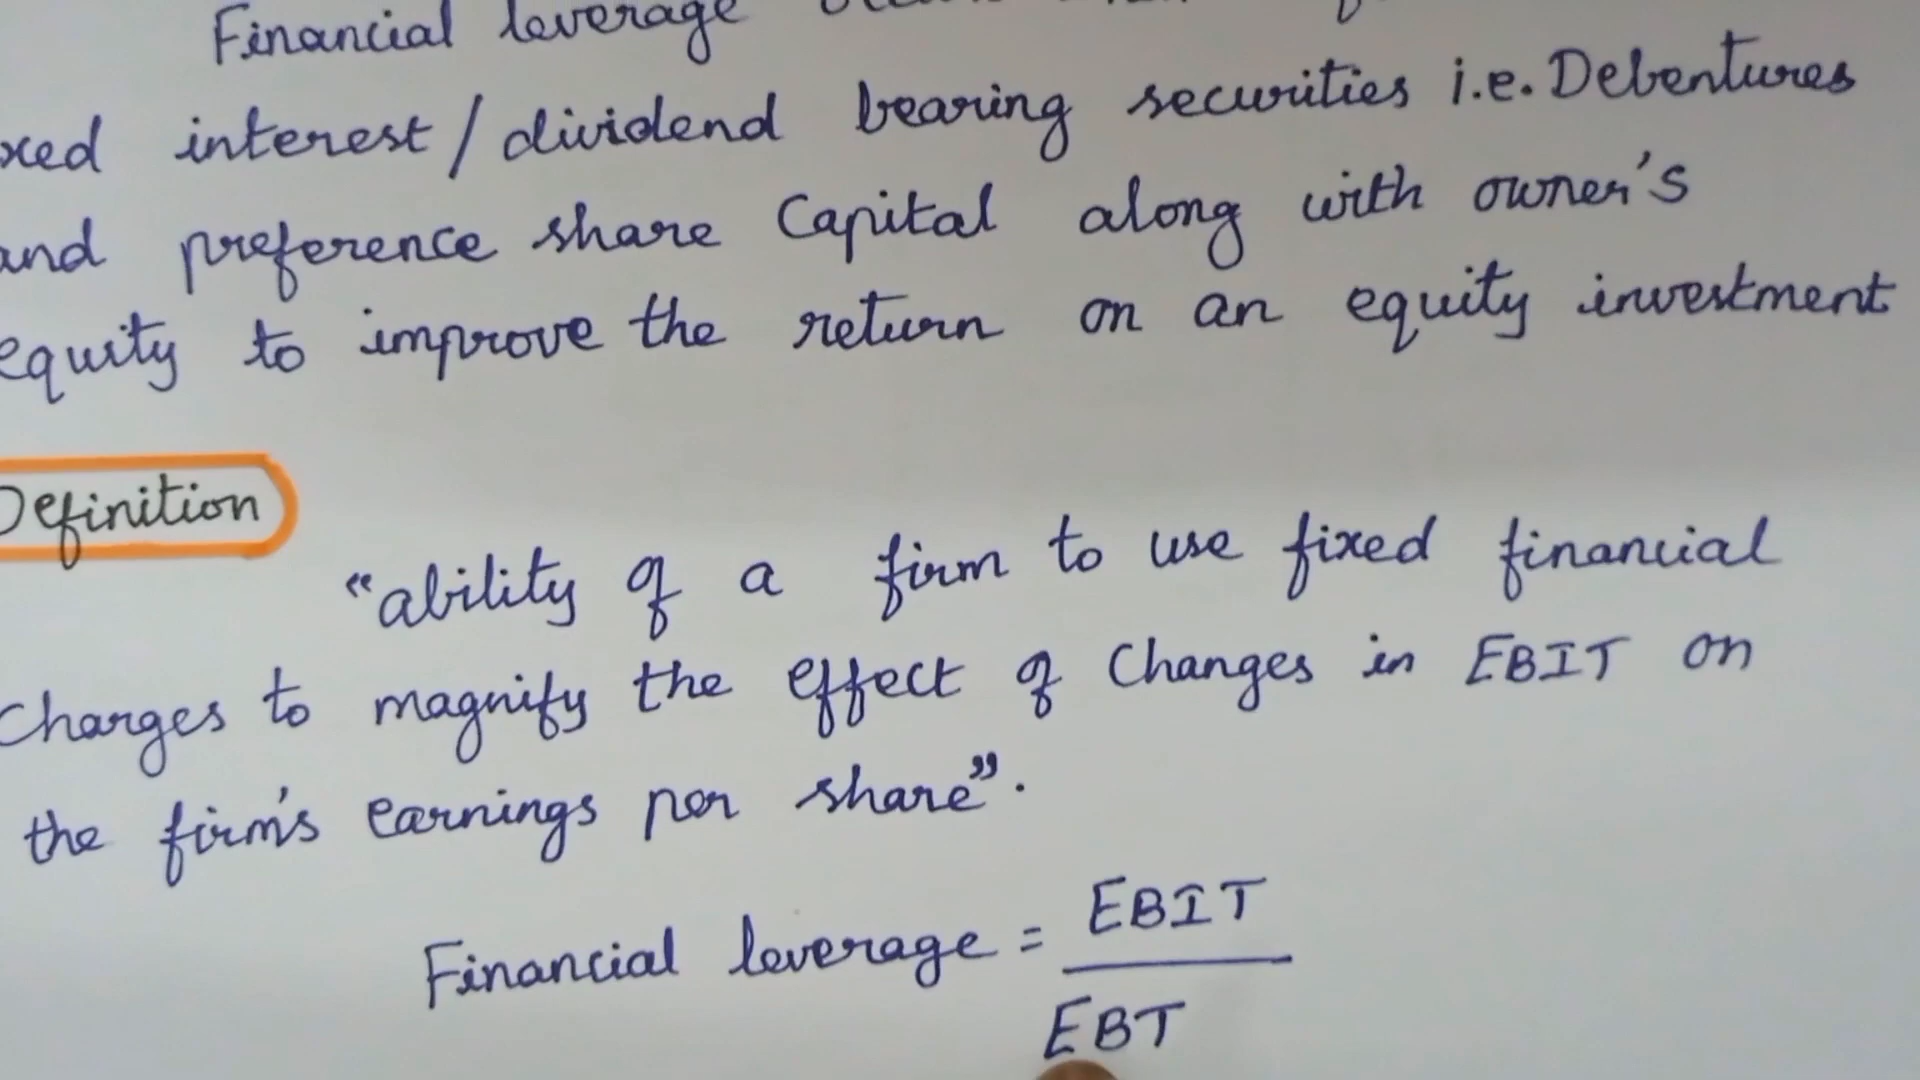 Financial leverage
xed interest / dividend bearing securities i.e. Debentures
and preference share Capital along with owner's
equity to improve the return on an equity investment
Definition
"ability of a firm to use fixed financial
Charges to magnify the effect of Changes in EBIT on
the firm's earnings per share".
Financial leverage = EBIT
EBT